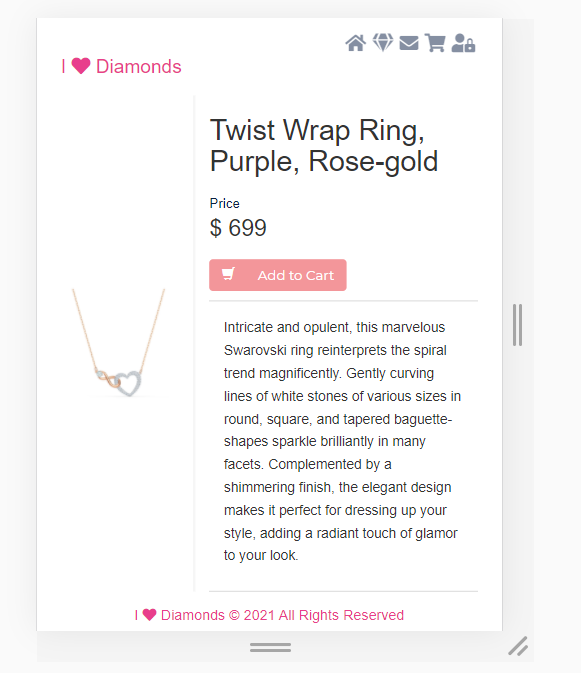 I ♥ Diamonds
Twist Wrap Ring,
Purple, Rose-gold
Price
$ 699
Add to Cart
Intricate and opulent, this marvelous
Swarovski ring reinterprets the spiral
trend magnificently. Gently curving
lines of white stones of various sizes in
round, square, and tapered baguette-
shapes sparkle brilliantly in many
facets. Complemented by a
shimmering finish, the elegant design
makes it perfect for dressing up your
style, adding a radiant touch of glamor
to your look.
I ♥ Diamonds © 2021 All Rights Reserved